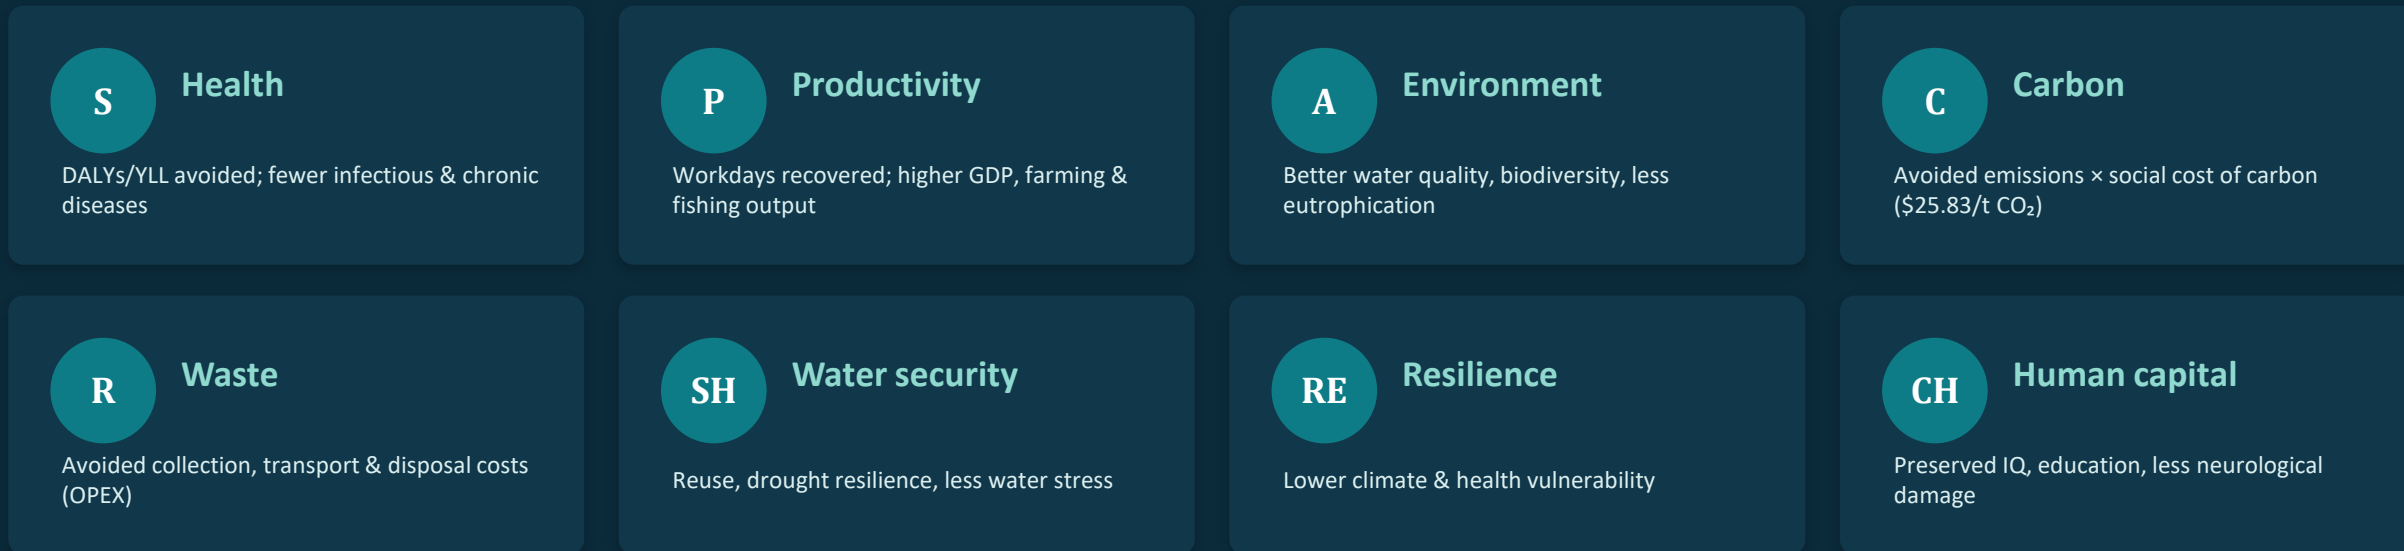 S
Health
DALYs/YLL avoided; fewer infectious & chronic
diseases
P
Productivity
Workdays recovered; higher GDP, farming &
fishing output
A
Environment
Better water quality, biodiversity, less
eutrophication
C
Carbon
Avoided emissions × social cost of carbon
($25.83/t CO₂)
R
Waste
Avoided collection, transport & disposal costs
(OPEX)
SH
Water security
Reuse, drought resilience, less water stress
RE
Resilience
Lower climate & health vulnerability
CH
Human capital
Preserved IQ, education, less neurological
damage